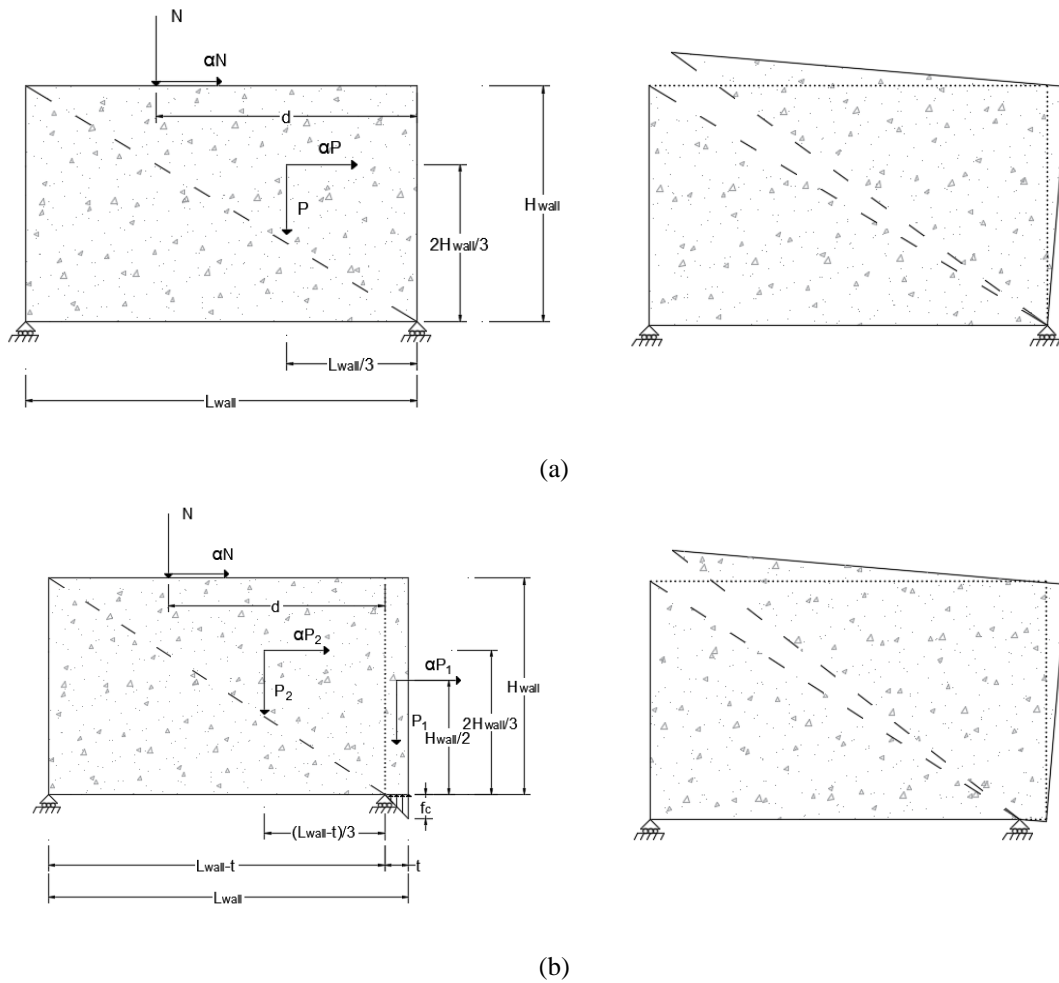 N
αN
d
αP
P
Hwall
2Hwall/3
Lwall/3
Lwall
(a)
N
αN
d
αP2
αP1
P2
P1
Hwall
2Hwall/3
Hwall/2
fc
(Lwall-t)/3
Lwall-t
t
Lwall
(b)